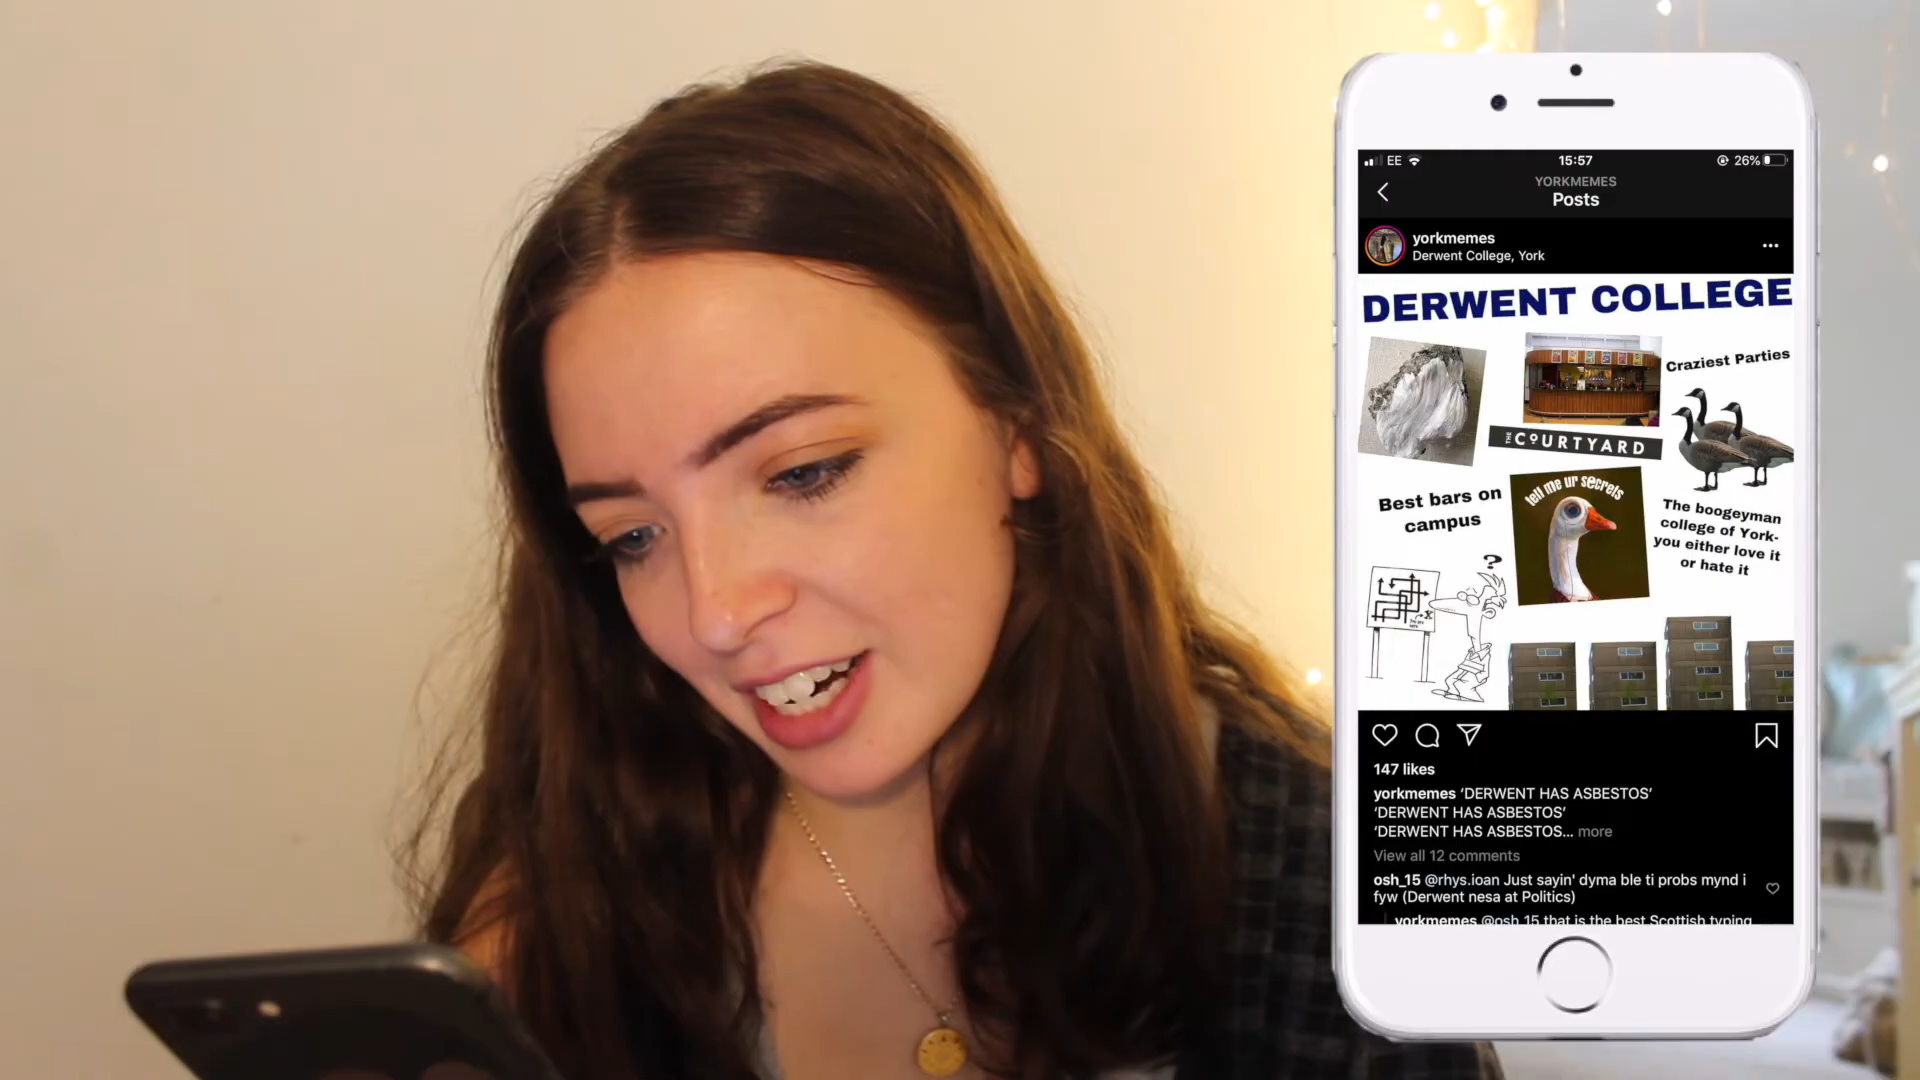 EE
15:57
26%
YORKMEMES
Posts
yorkmemes
Derwent College, York
DERWENT COLLEGE
Craziest Parties
THE COURTYARD
Best bars on
campus
tell me ur secrets
The boogeyman
college of York-
you either love it
or hate it
?
147 likes
yorkmemes ‘DERWENT HAS ASBESTOS’
‘DERWENT HAS ASBESTOS’
‘DERWENT HAS ASBESTOS... more
View all 12 comments
osh_15 @rhys.ioan Just sayin' dyma ble ti probs mynd i
fyw (Derwent nesa at Politics)
yorkmemes @osh_15 that is the best Scottish typing